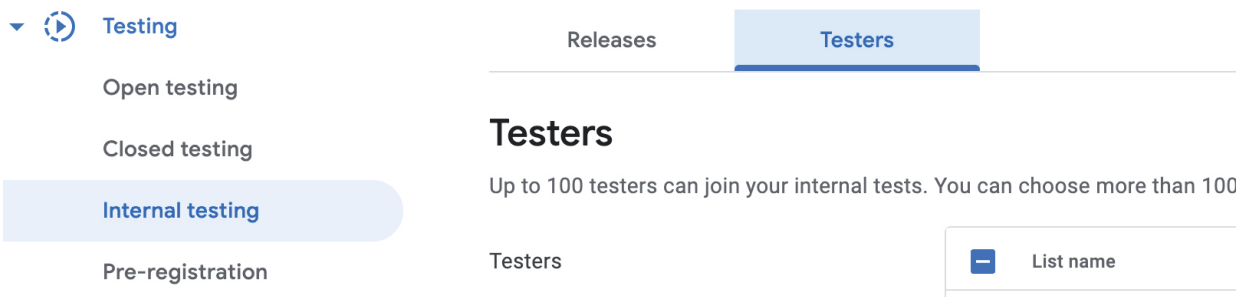 Testing
Open testing
Closed testing
Internal testing
Pre-registration
Releases
Testers
Testers
Up to 100 testers can join your internal tests. You can choose more than 100
Testers
List name